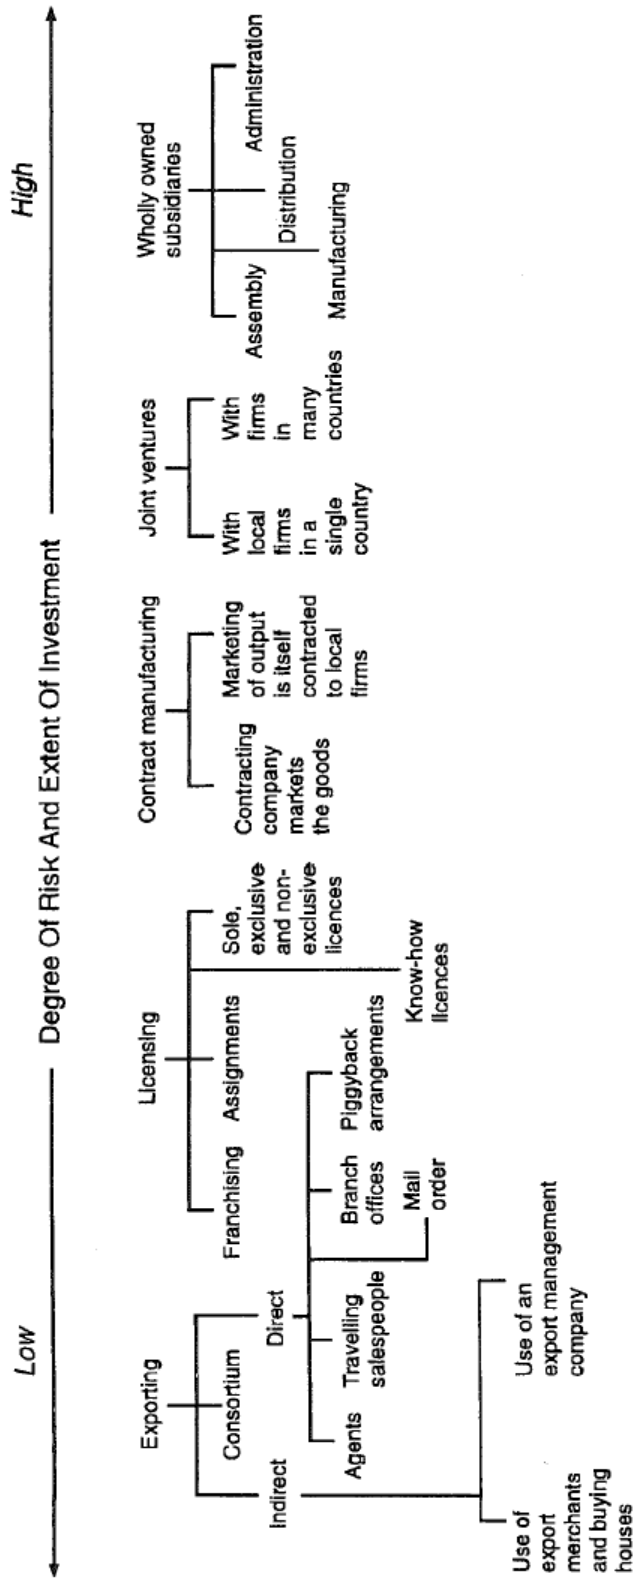 Low
High
Degree Of Risk And Extent Of Investment
Exporting
Licensing
Contract manufacturing
Joint ventures
Wholly owned
subsidiaries
Indirect
Consortium
Direct
Use of
export
merchants
and buying
houses
Use of an
export management
company
Agents
Travelling
salespeople
Mail
order
Branch
offices
Piggyback
arrangements
Franchising
Assignments
Know-how
licences
Sole,
exclusive
and non-
exclusive
licences
Contracting
company
markets
the goods
Marketing
of output
is itself
contracted
to local
firms
With
local
firms
in a
single
country
With
firms
in
many
countries
Assembly
Manufacturing
Distribution
Administration